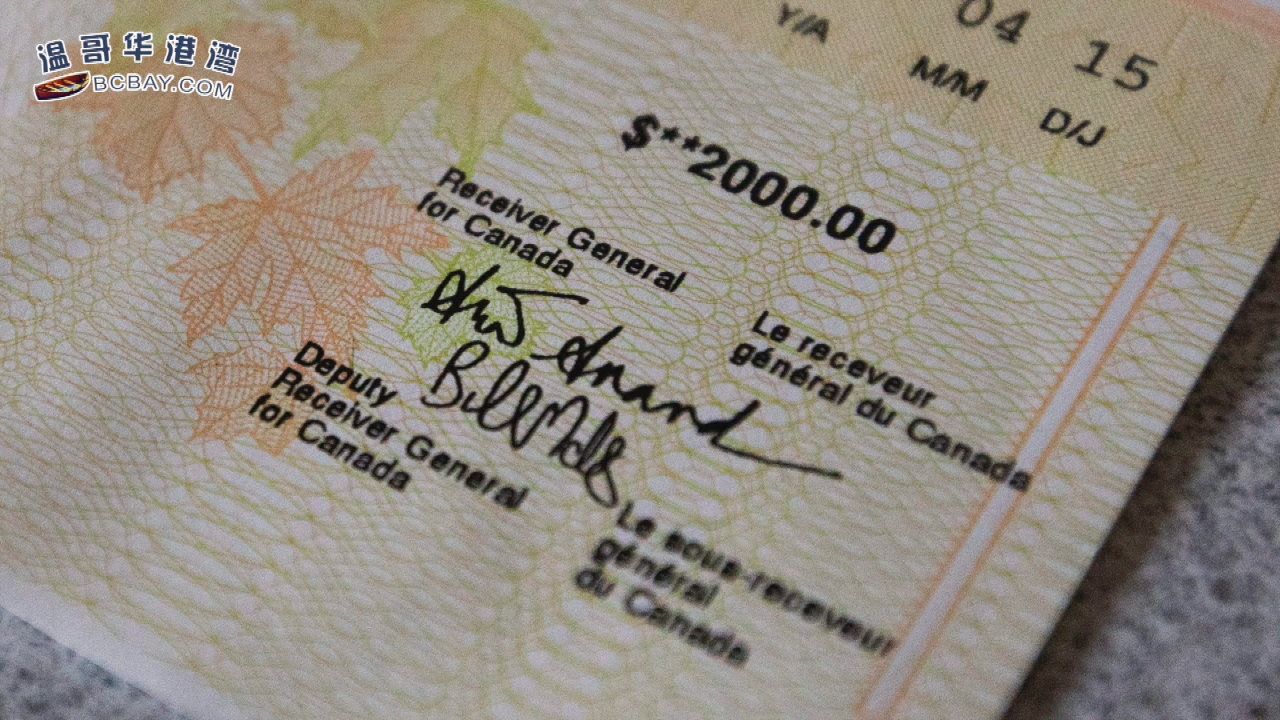 温哥华港湾
BCBAY.COM
04 15
Y/A M/M D/J
$**2000.00
Receiver General
for Canada
Le receveur
général du Canada
Deputy
Receiver General
for Canada
Le sous-receveur
général
du Canada